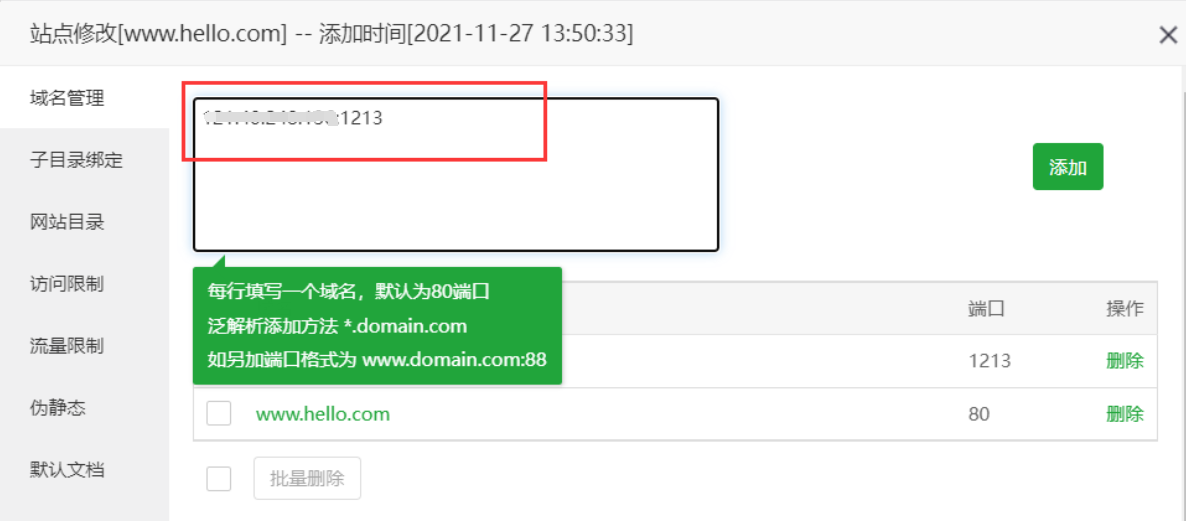 站点修改[www.hello.com] -- 添加时间[2021-11-27 13:50:33]
域名管理
子目录绑定
网站目录
访问限制
流量限制
伪静态
默认文档
:1213
添加
每行填写一个域名，默认为80端口
泛解析添加方法 *.domain.com
如另加端口格式为 www.domain.com:88
端口
操作
1213
删除
www.hello.com
80
删除
批量删除